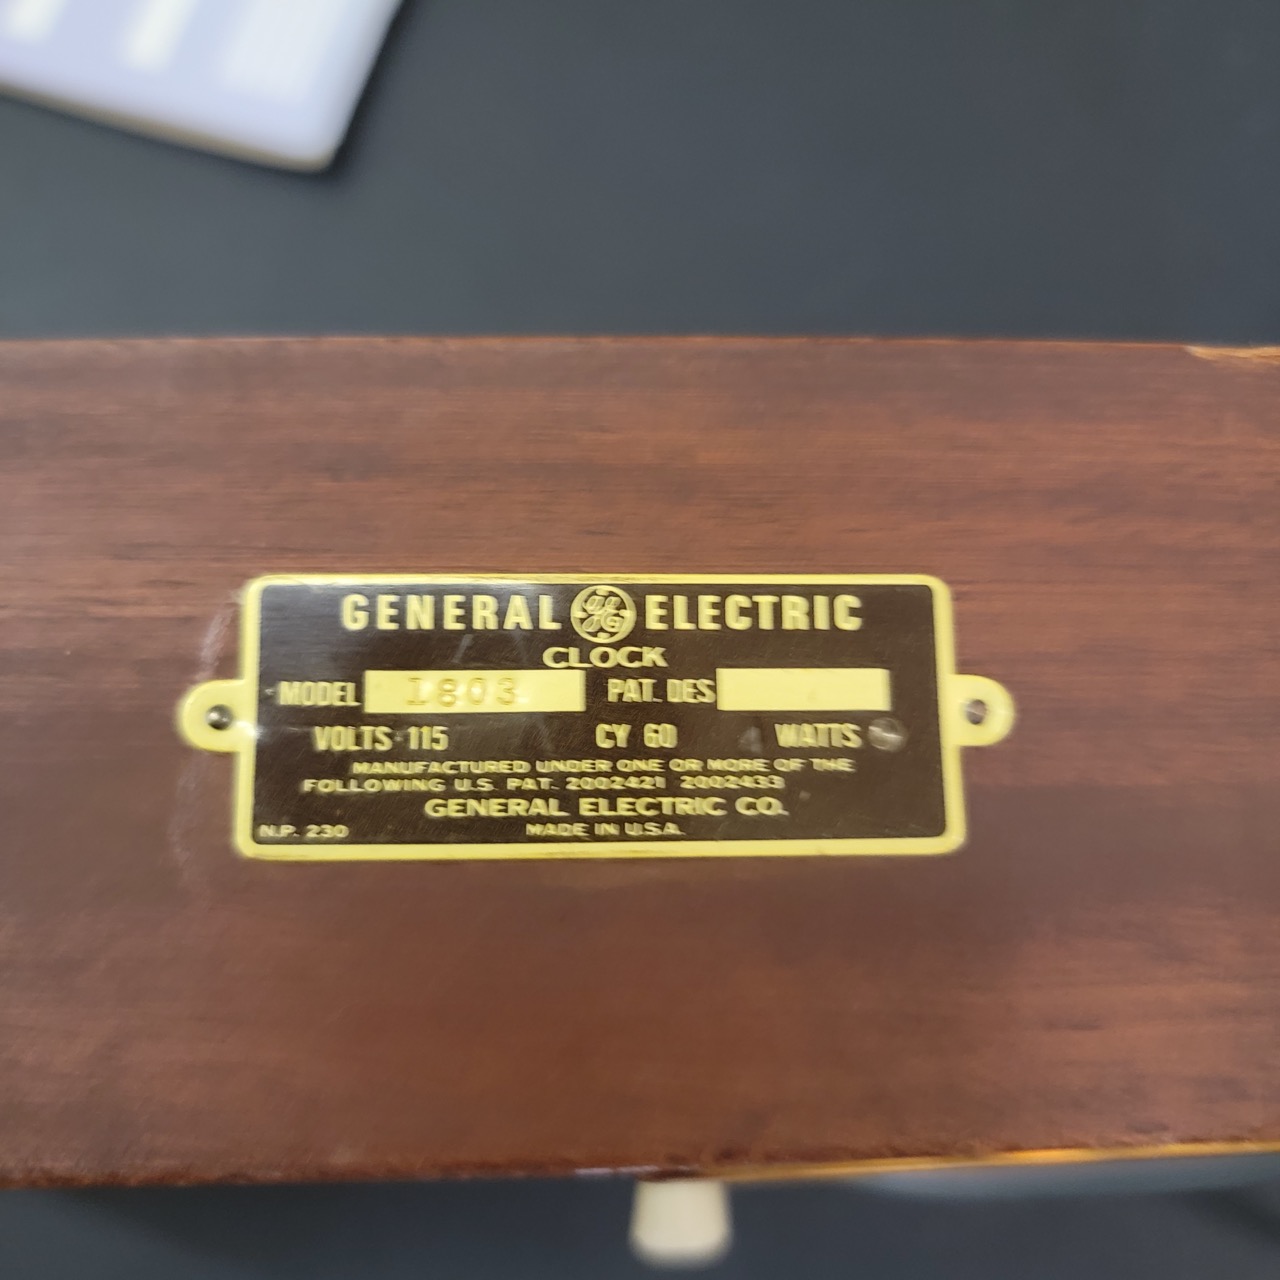 GENERAL GE ELECTRIC
CLOCK
MODEL 1803 PAT. DES
VOLTS 115 CY 60 WATTS
MANUFACTURED UNDER ONE OR MORE OF THE
FOLLOWING U.S. PAT. 2002421 2002433
GENERAL ELECTRIC CO.
N.P. 230 MADE IN U.S.A.